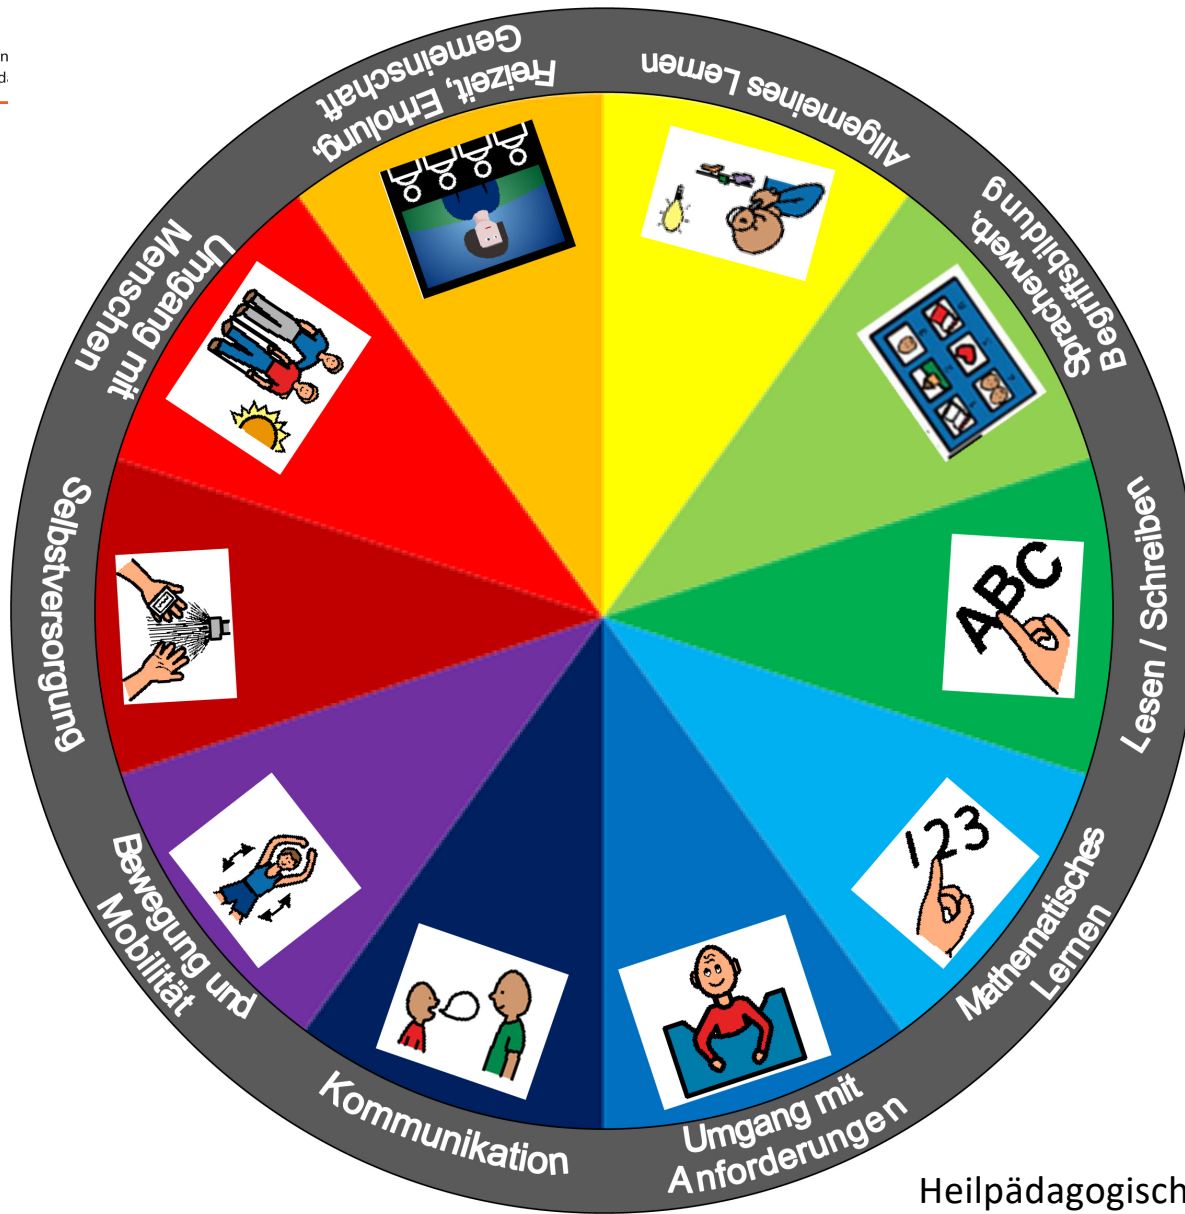 n
d.
Allgemeines Lernen
Spracherwerb,
Begriffsbildung
Lesen / Schreiben
ABC
Mathematisches
Lernen
123
Umgang mit
Anforderungen
Kommunikation
Bewegung und
Mobilität
Selbstversorgung
Umgang mit
Menschen
Freizeit, Erholung,
Gemeinschaft
Heilpädagogisch